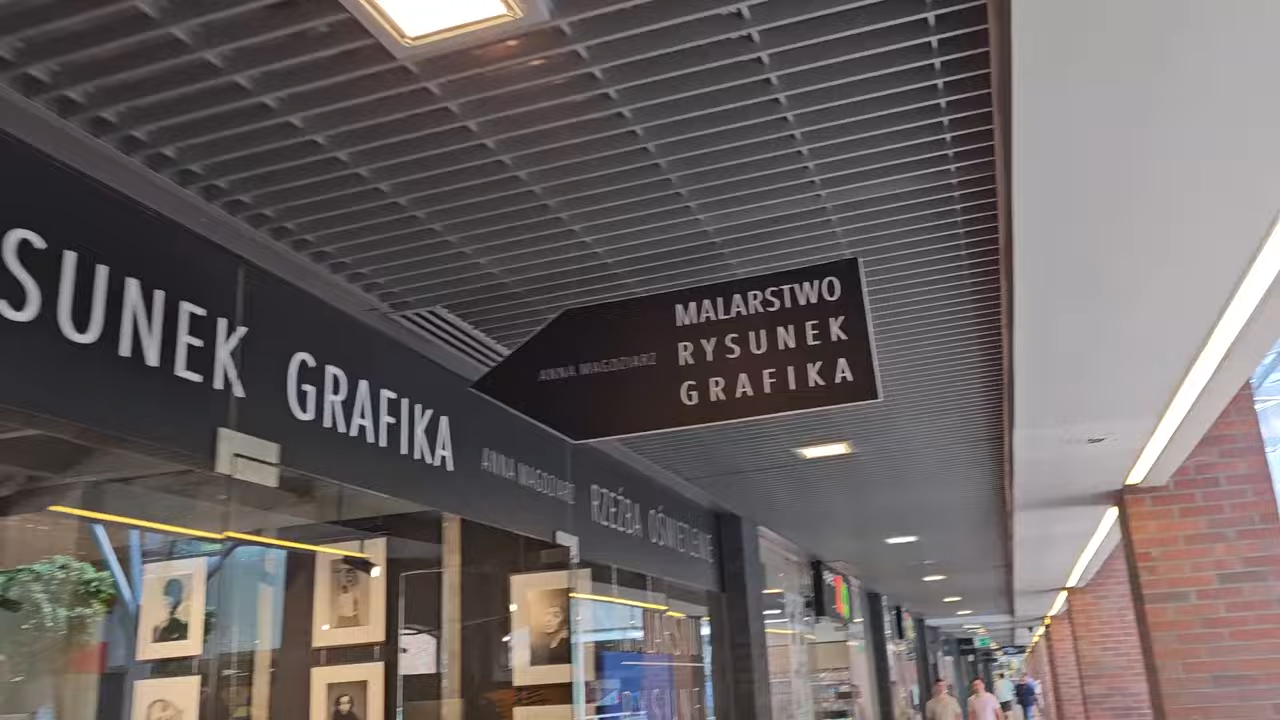 SUNEK GRAFIKA ANNA MAGDZIARZ RZEŹBA OŚWIETLENIE
ANNA MAGDZIARZ
MALARSTWO
RYSUNEK
GRAFIKA